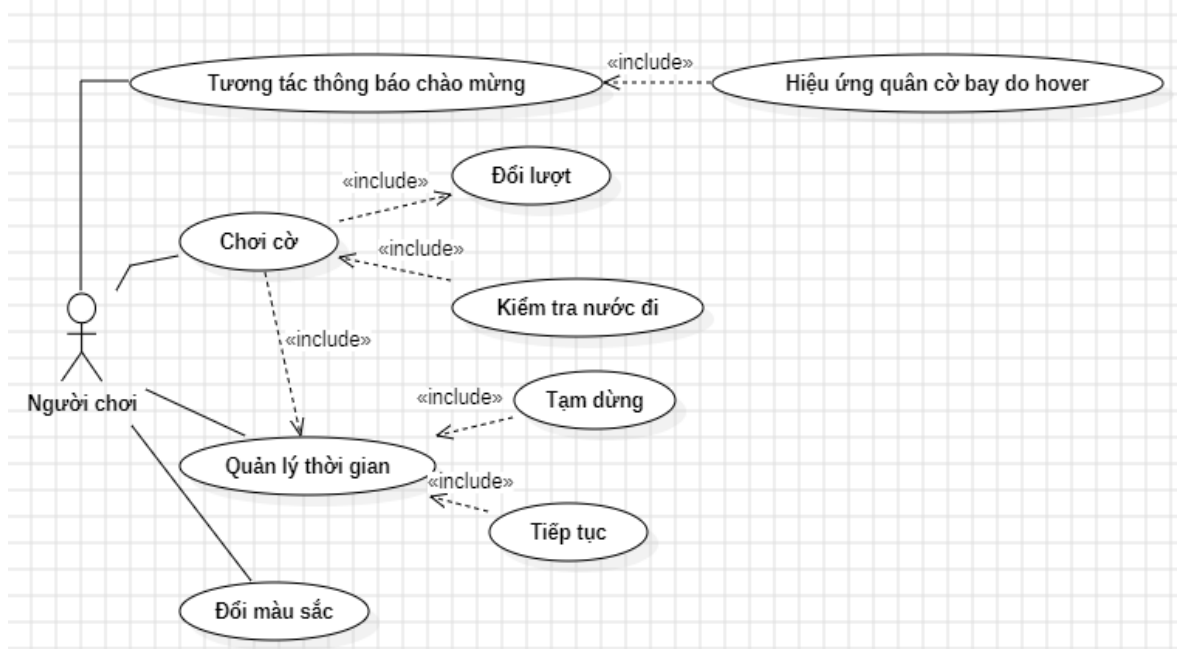 «include»
Tương tác thông báo chào mừng
Hiệu ứng quân cờ bay do hover
«include»
Đổi lượt
Chơi cờ
«include»
Kiểm tra nước đi
«include»
Người chơi
«include»
Tạm dừng
Quản lý thời gian
«include»
Tiếp tục
Đổi màu sắc